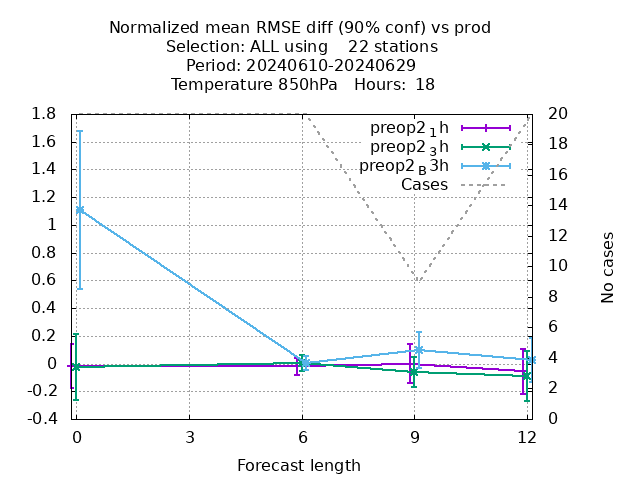 Normalized mean RMSE diff (90% conf) vs prod
Selection: ALL using 22 stations
Period: 20240610-20240629
Temperature 850hPa Hours: 18
1.8
1.6
1.4
1.2
1
0.8
0.6
0.4
0.2
0
-0.2
-0.4
20
18
16
14
12
10
8
6
4
2
0
preop2 1h
preop2 3h
preop2 B3h
Cases
No cases
0 3 6 9 12
Forecast length